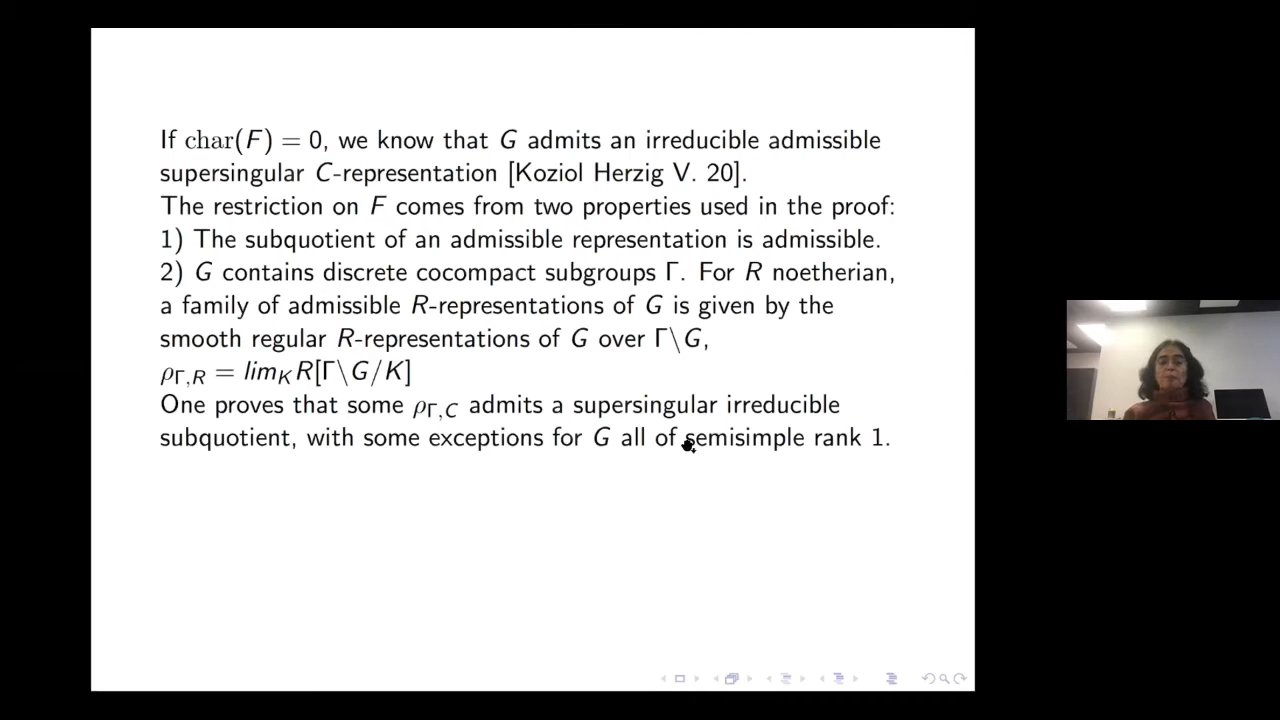 If char(F) = 0, we know that G admits an irreducible admissible
supersingular C-representation [Koziol Herzig V. 20].
The restriction on F comes from two properties used in the proof:
1) The subquotient of an admissible representation is admissible.
2) G contains discrete cocompact subgroups Γ. For R noetherian,
a family of admissible R-representations of G is given by the
smooth regular R-representations of G over Γ\G,
ρ_{Γ,R} = lim_K R[Γ\G/K]
One proves that some ρ_{Γ,C} admits a supersingular irreducible
subquotient, with some exceptions for G all of semisimple rank 1.